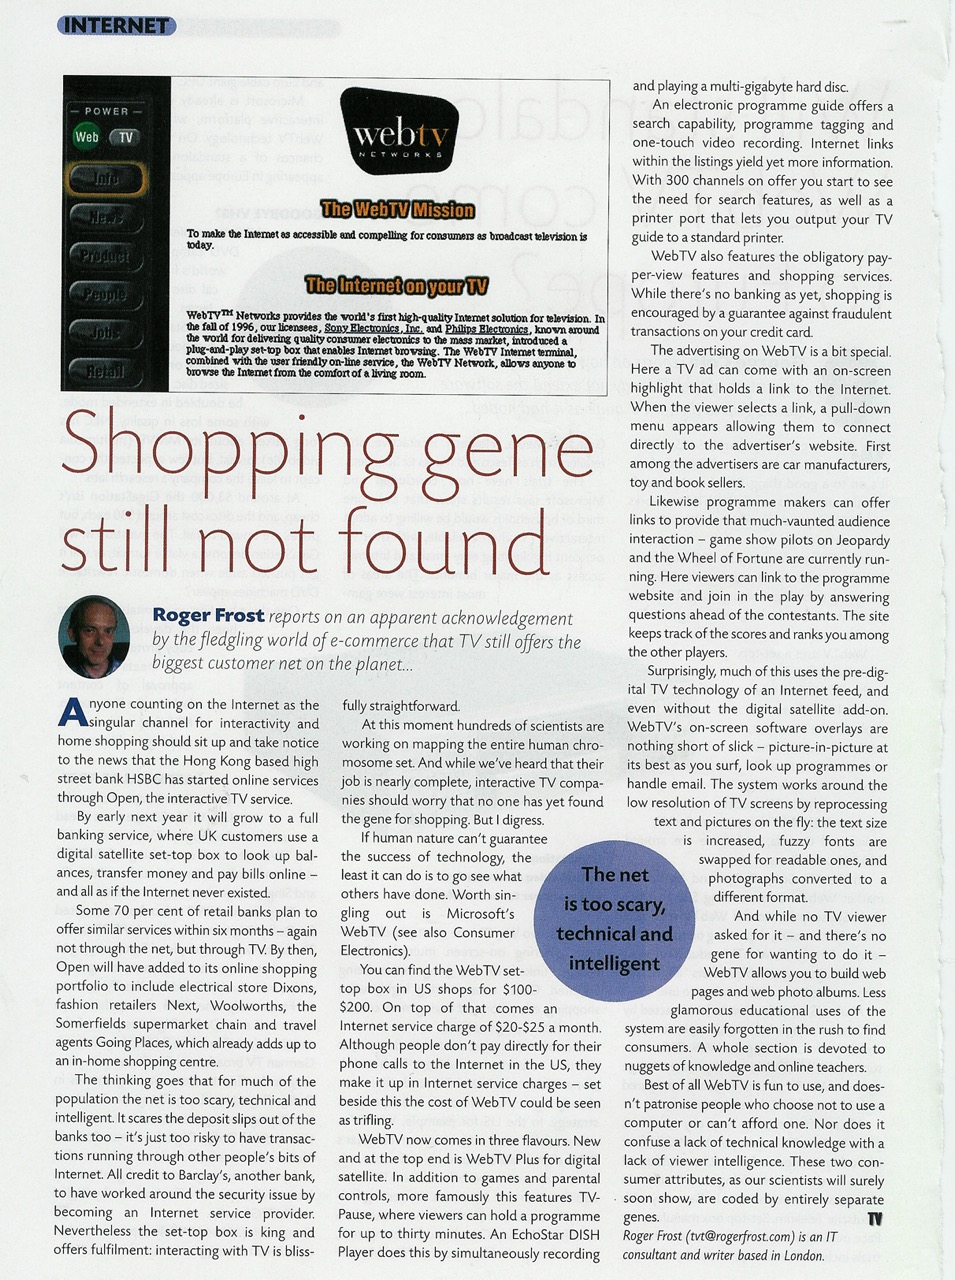 INTERNET
POWER
Web
TV
Info
News
Product
People
Jobs
Retail
webtv
NETWORKS
The WebTV Mission
To make the Internet as accessible and compelling for consumers as broadcast television is
today.
The Internet on your TV
WebTV™ Networks provides the world's first high-quality Internet solution for television. In
the fall of 1996, our licensees, Sony Electronics, Inc. and Philips Electronics, known around
the world for delivering quality consumer electronics to the mass market, introduced a
plug-and-play set-top box that enables Internet browsing. The WebTV Internet terminal,
combined with the user friendly on-line service, the WebTV Network, allows anyone to
browse the Internet from the comfort of a living room.
Shopping gene
still not found
Roger Frost reports on an apparent acknowledgement
by the fledgling world of e-commerce that TV still offers the
biggest customer net on the planet...
Anyone counting on the Internet as the
singular channel for interactivity and
home shopping should sit up and take notice
to the news that the Hong Kong based high
street bank HSBC has started online services
through Open, the interactive TV service.
By early next year it will grow to a full
banking service, where UK customers use a
digital satellite set-top box to look up bal-
ances, transfer money and pay bills online –
and all as if the Internet never existed.
Some 70 per cent of retail banks plan to
offer similar services within six months – again
not through the net, but through TV. By then,
Open will have added to its online shopping
portfolio to include electrical store Dixons,
fashion retailers Next, Woolworths, the
Somerfields supermarket chain and travel
agents Going Places, which already adds up to
an in-home shopping centre.
The thinking goes that for much of the
population the net is too scary, technical and
intelligent. It scares the deposit slips out of the
banks too – it's just too risky to have transac-
tions running through other people's bits of
Internet. All credit to Barclay's, another bank,
to have worked around the security issue by
becoming an Internet service provider.
Nevertheless the set-top box is king and
offers fulfilment: interacting with TV is bliss-
fully straightforward.
At this moment hundreds of scientists are
working on mapping the entire human chro-
mosome set. And while we've heard that their
job is nearly complete, interactive TV compa-
nies should worry that no one has yet found
the gene for shopping. But I digress.
If human nature can't guarantee
the success of technology, the
least it can do is to go see what
others have done. Worth sin-
gling out is Microsoft's
WebTV (see also Consumer
Electronics).
You can find the WebTV set-
top box in US shops for $100-
$200. On top of that comes an
Internet service charge of $20-$25 a month.
Although people don't pay directly for their
phone calls to the Internet in the US, they
make it up in Internet service charges – set
beside this the cost of WebTV could be seen
as trifling.
WebTV now comes in three flavours. New
and at the top end is WebTV Plus for digital
satellite. In addition to games and parental
controls, more famously this features TV-
Pause, where viewers can hold a programme
for up to thirty minutes. An EchoStar DISH
Player does this by simultaneously recording
The net
is too scary,
technical and
intelligent
and playing a multi-gigabyte hard disc.
An electronic programme guide offers a
search capability, programme tagging and
one-touch video recording. Internet links
within the listings yield yet more information.
With 300 channels on offer you start to see
the need for search features, as well as a
printer port that lets you output your TV
guide to a standard printer.
WebTV also features the obligatory pay-
per-view features and shopping services.
While there's no banking as yet, shopping is
encouraged by a guarantee against fraudulent
transactions on your credit card.
The advertising on WebTV is a bit special.
Here a TV ad can come with an on-screen
highlight that holds a link to the Internet.
When the viewer selects a link, a pull-down
menu appears allowing them to connect
directly to the advertiser's website. First
among the advertisers are car manufacturers,
toy and book sellers.
Likewise programme makers can offer
links to provide that much-vaunted audience
interaction – game show pilots on Jeopardy
and the Wheel of Fortune are currently run-
ning. Here viewers can link to the programme
website and join in the play by answering
questions ahead of the contestants. The site
keeps track of the scores and ranks you among
the other players.
Surprisingly, much of this uses the pre-dig-
ital TV technology of an Internet feed, and
even without the digital satellite add-on.
WebTV's on-screen software overlays are
nothing short of slick – picture-in-picture at
its best as you surf, look up programmes or
handle email. The system works around the
low resolution of TV screens by reprocessing
text and pictures on the fly: the text size
is increased, fuzzy fonts are
swapped for readable ones, and
photographs converted to a
different format.
And while no TV viewer
asked for it – and there's no
gene for wanting to do it –
WebTV allows you to build web
pages and web photo albums. Less
glamorous educational uses of the
system are easily forgotten in the rush to find
consumers. A whole section is devoted to
nuggets of knowledge and online teachers.
Best of all WebTV is fun to use, and does-
n't patronise people who choose not to use a
computer or can't afford one. Nor does it
confuse a lack of technical knowledge with a
lack of viewer intelligence. These two con-
sumer attributes, as our scientists will surely
soon show, are coded by entirely separate
genes. TV
Roger Frost (tvt@rogerfrost.com) is an IT
consultant and writer based in London.